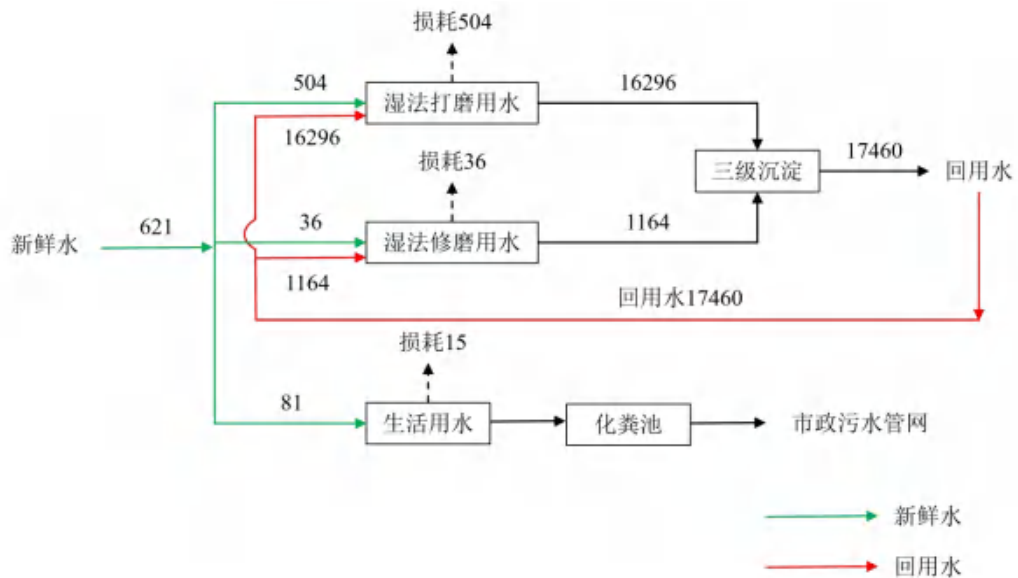 损耗504
504
湿法打磨用水
16296
16296
三级沉淀
17460
回用水
损耗36
新鲜水
621
36
湿法修磨用水
1164
1164
回用水17460
损耗15
81
生活用水
化粪池
市政污水管网
新鲜水
回用水